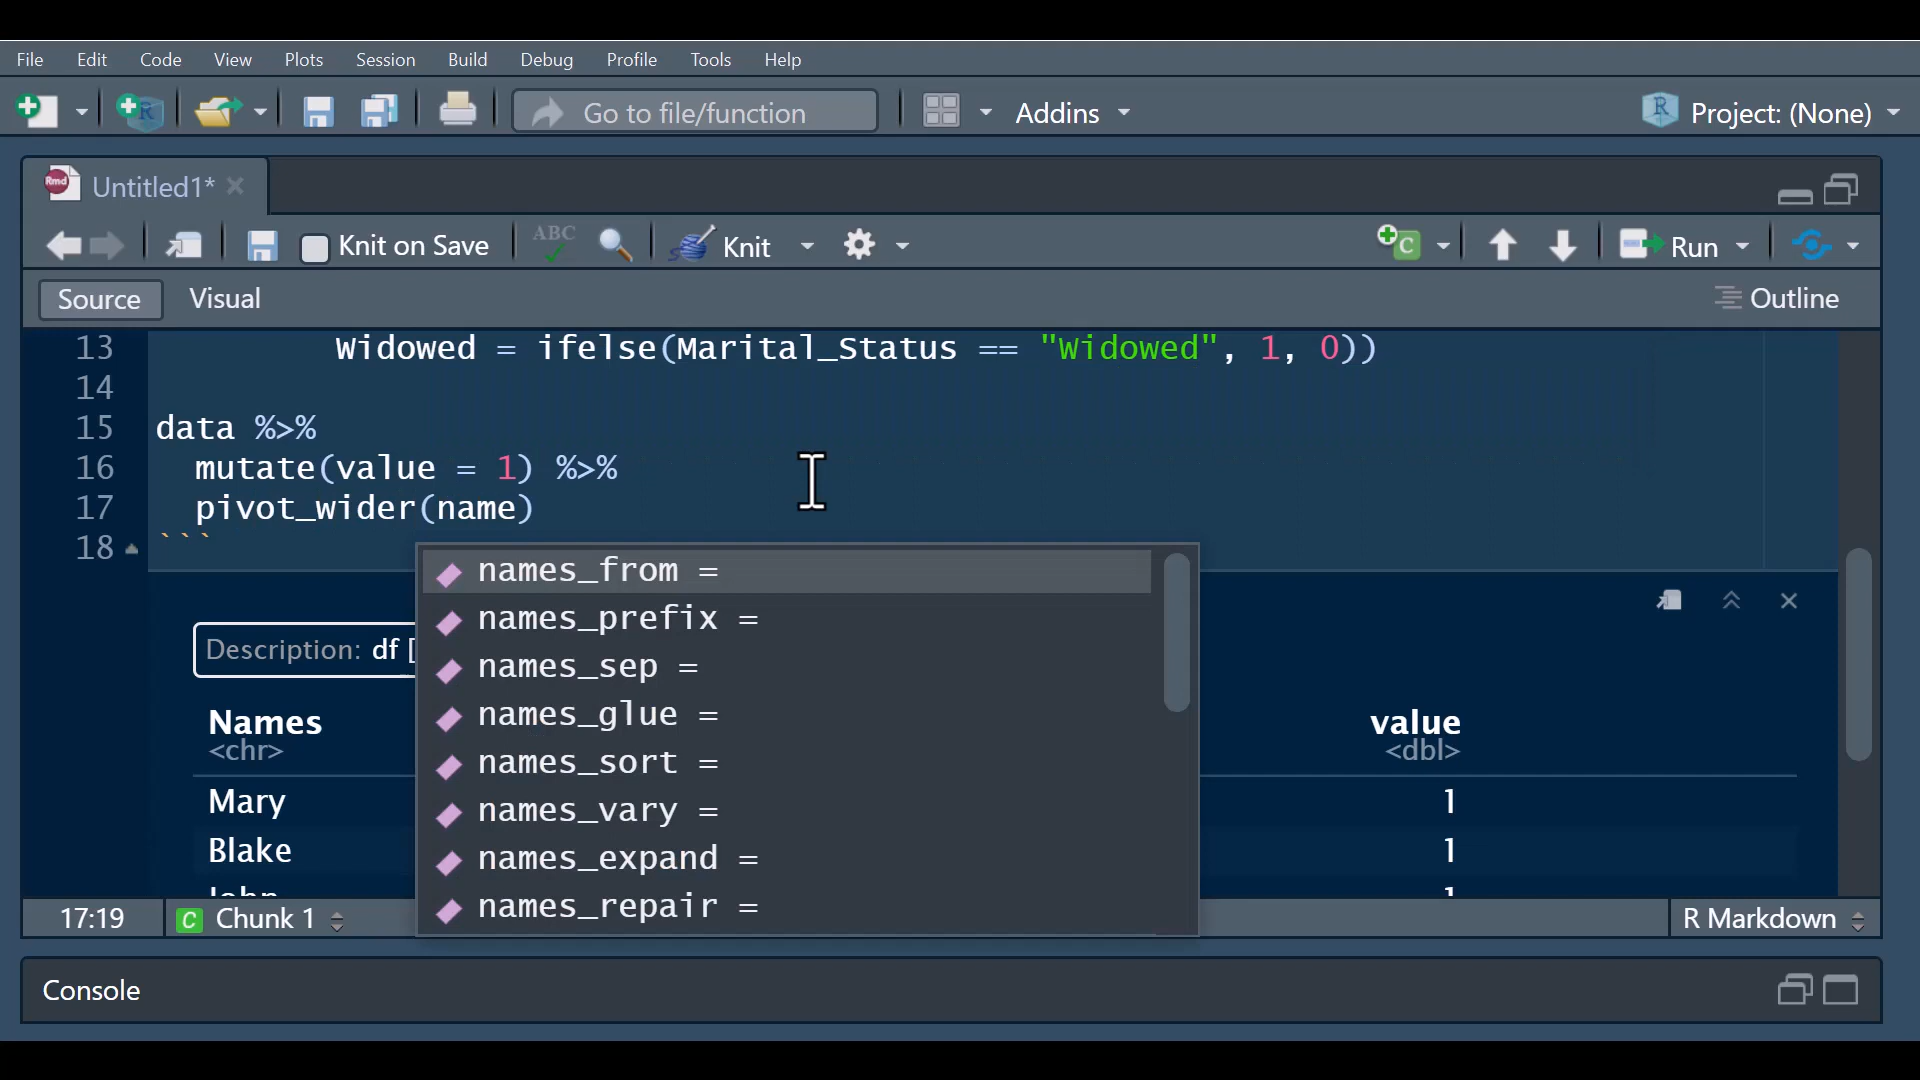 File Edit Code View Plots Session Build Debug Profile Tools Help
Go to file/function Addins Project: (None)
Untitled1*
Knit on Save ABC Knit Run
Source Visual Outline
13 Widowed = ifelse(Marital_Status == "Widowed", 1, 0))
14
15 data %>%
16 mutate(value = 1) %>%
17 pivot_wider(name)
18 ```
names_from =
names_prefix =
names_sep =
names_glue =
names_sort =
names_vary =
names_expand =
names_repair =
Description: df [
Names value
<chr> <dbl>
Mary 1
Blake 1
John 1
17:19 C Chunk 1 R Markdown
Console